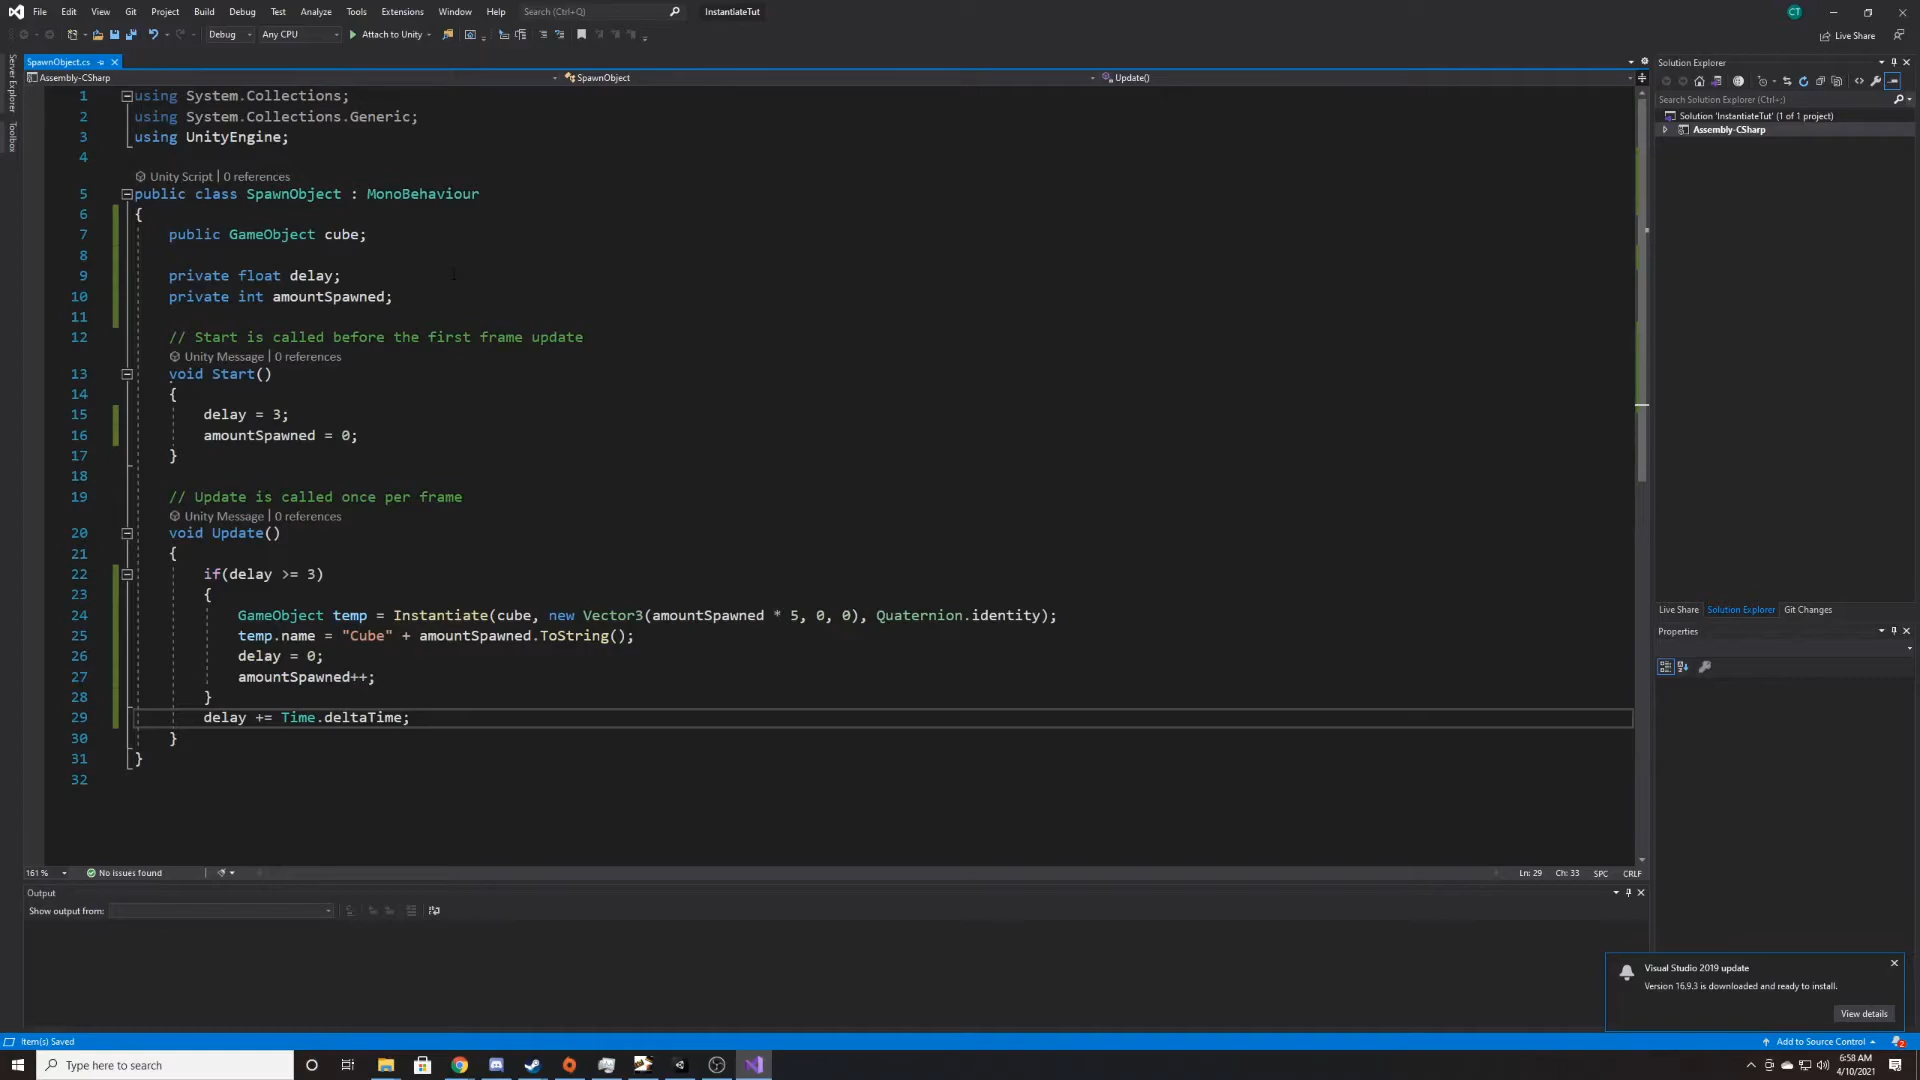 File Edit View Git Project Build Debug Test Analyze Tools Extensions Window Help Search (Ctrl+Q) InstantiateTut CT
Debug Any CPU Attach to Unity Live Share
SpawnObject.cs
Assembly-CSharp SpawnObject Update()
Server Explorer
Toolbox
1 using System.Collections;
2 using System.Collections.Generic;
3 using UnityEngine;
4
Unity Script | 0 references
5 public class SpawnObject : MonoBehaviour
6 {
7 public GameObject cube;
8
9 private float delay;
10 private int amountSpawned;
11
12 // Start is called before the first frame update
Unity Message | 0 references
13 void Start()
14 {
15 delay = 3;
16 amountSpawned = 0;
17 }
18
19 // Update is called once per frame
Unity Message | 0 references
20 void Update()
21 {
22 if(delay >= 3)
23 {
24 GameObject temp = Instantiate(cube, new Vector3(amountSpawned * 5, 0, 0), Quaternion.identity);
25 temp.name = "Cube" + amountSpawned.ToString();
26 delay = 0;
27 amountSpawned++;
28 }
29 delay += Time.deltaTime;
30 }
31 }
32
161 % No issues found Ln: 29 Ch: 33 SPC CRLF
Output
Show output from:
Solution Explorer
Search Solution Explorer (Ctrl+;)
Solution 'InstantiateTut' (1 of 1 project)
Assembly-CSharp
Live Share Solution Explorer Git Changes
Properties
Visual Studio 2019 update
Version 16.9.3 is downloaded and ready to install.
View details
Item(s) Saved Add to Source Control 2
Type here to search
6:58 AM
4/10/2021